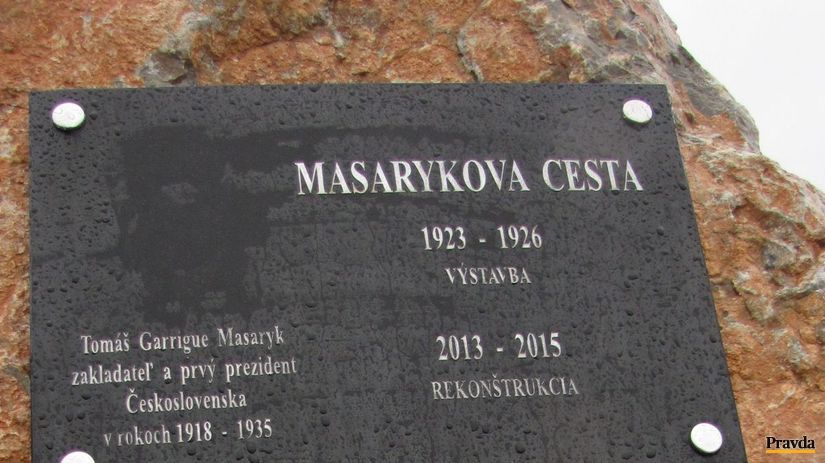 MASARYKOVA CESTA
1923 - 1926
VÝSTAVBA
2013 - 2015
REKONŠTRUKCIA
Tomáš Garrigue Masaryk
zakladateľ a prvý prezident
Československa
v rokoch 1918 - 1935
Pravda